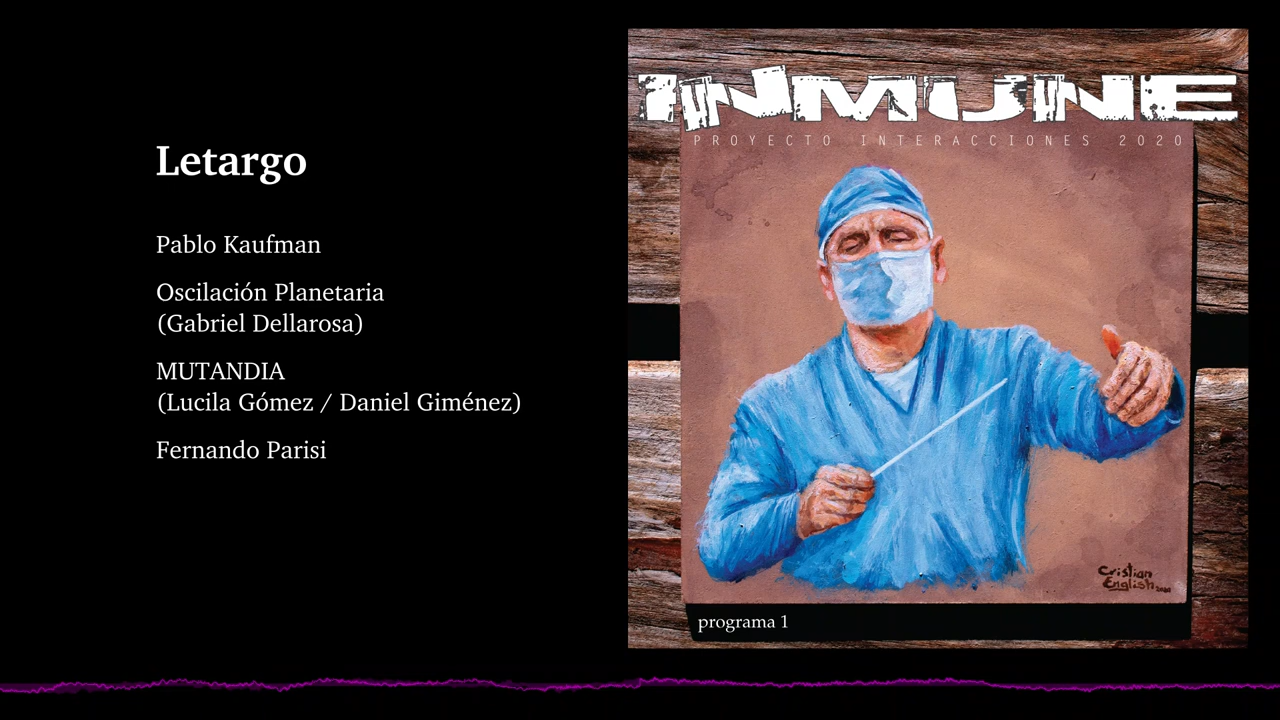 Letargo
Pablo Kaufman
Oscilación Planetaria
(Gabriel Dellarosa)
MUTANDIA
(Lucila Gómez / Daniel Giménez)
Fernando Parisi
INMUNE
PROYECTO INTERACCIONES 2020
Cristian
English 2020
programa 1